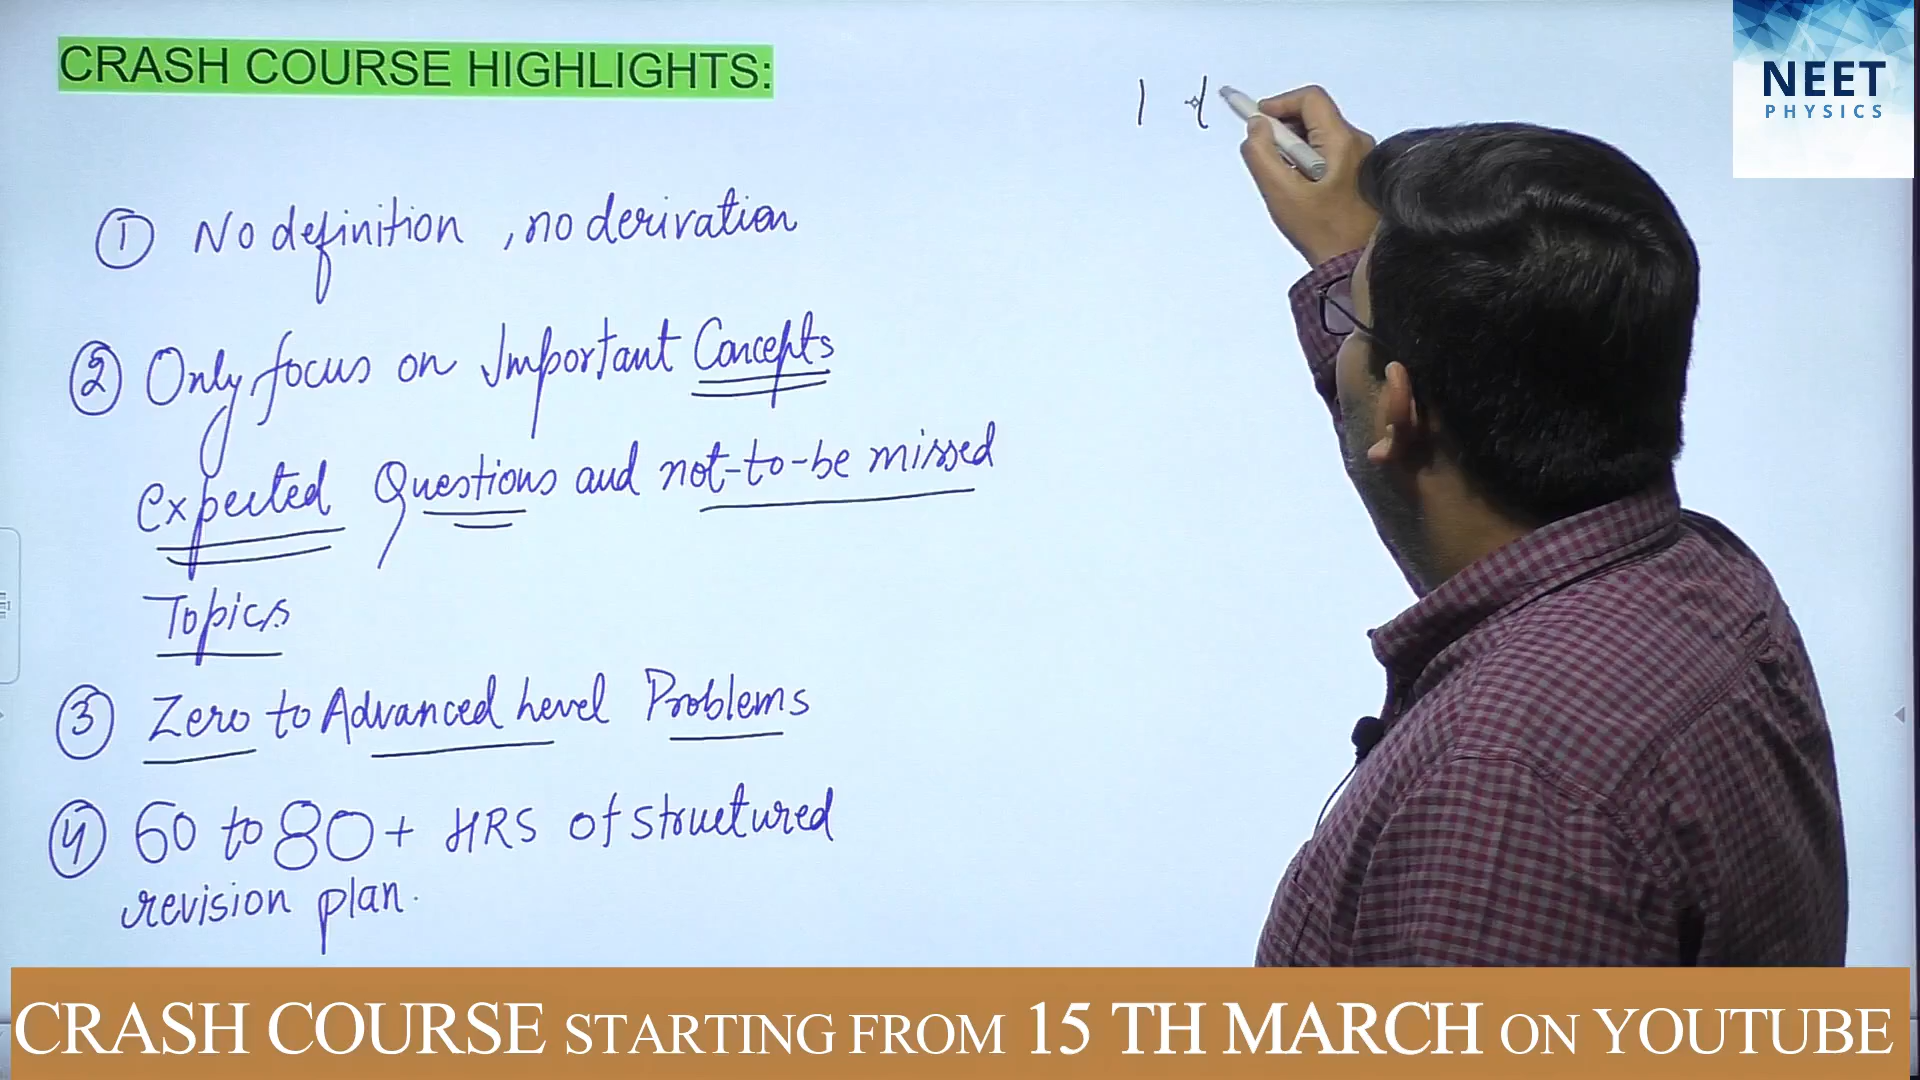 CRASH COURSE HIGHLIGHTS:
1
NEET
PHYSICS
① No definition, no derivation
② Only focus on Important Concepts
Expected Questions and not-to-be missed
Topics
③ Zero to Advanced Level Problems
④ 60 to 80+ HRS of structured
revision plan.
CRASH COURSE STARTING FROM 15 TH MARCH ON YOUTUBE